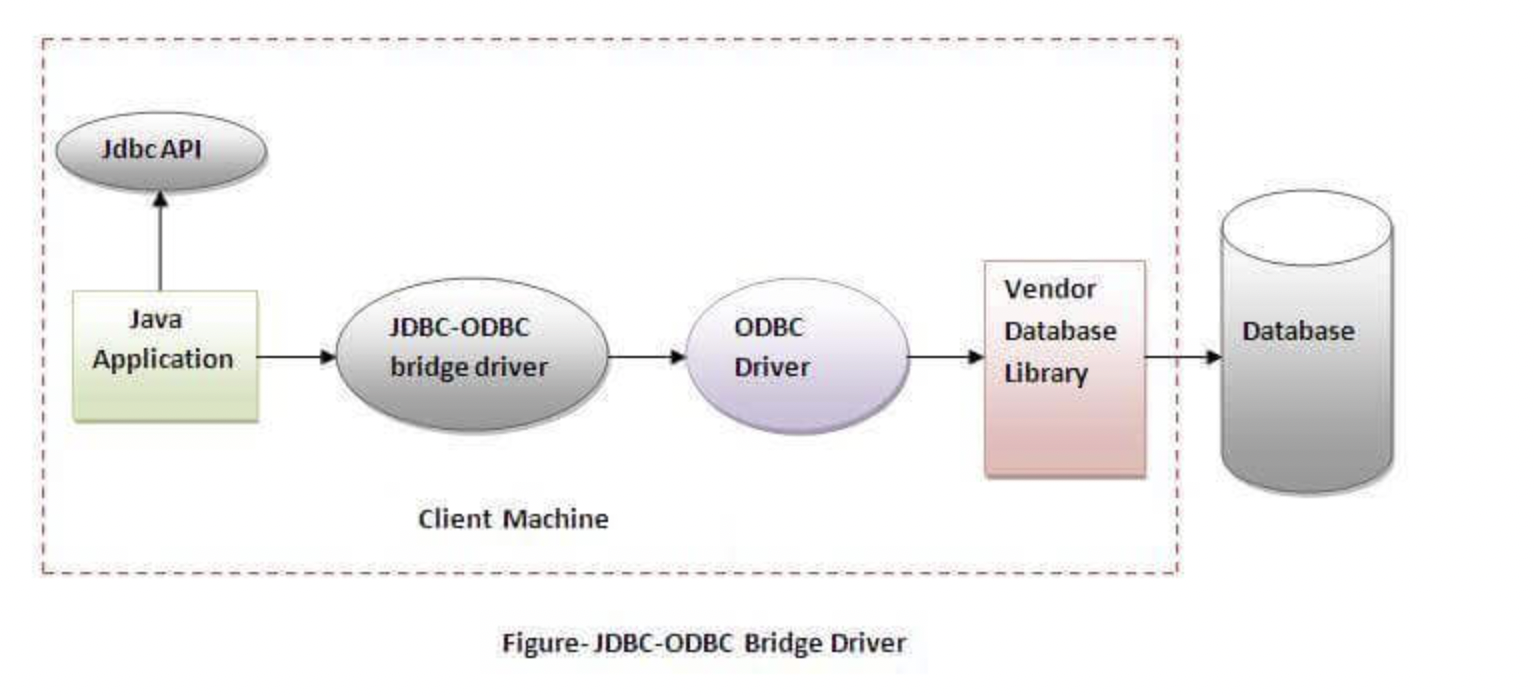 Jdbc API
Java
Application
JDBC-ODBC
bridge driver
ODBC
Driver
Vendor
Database
Library
Database
Client Machine
Figure- JDBC-ODBC Bridge Driver